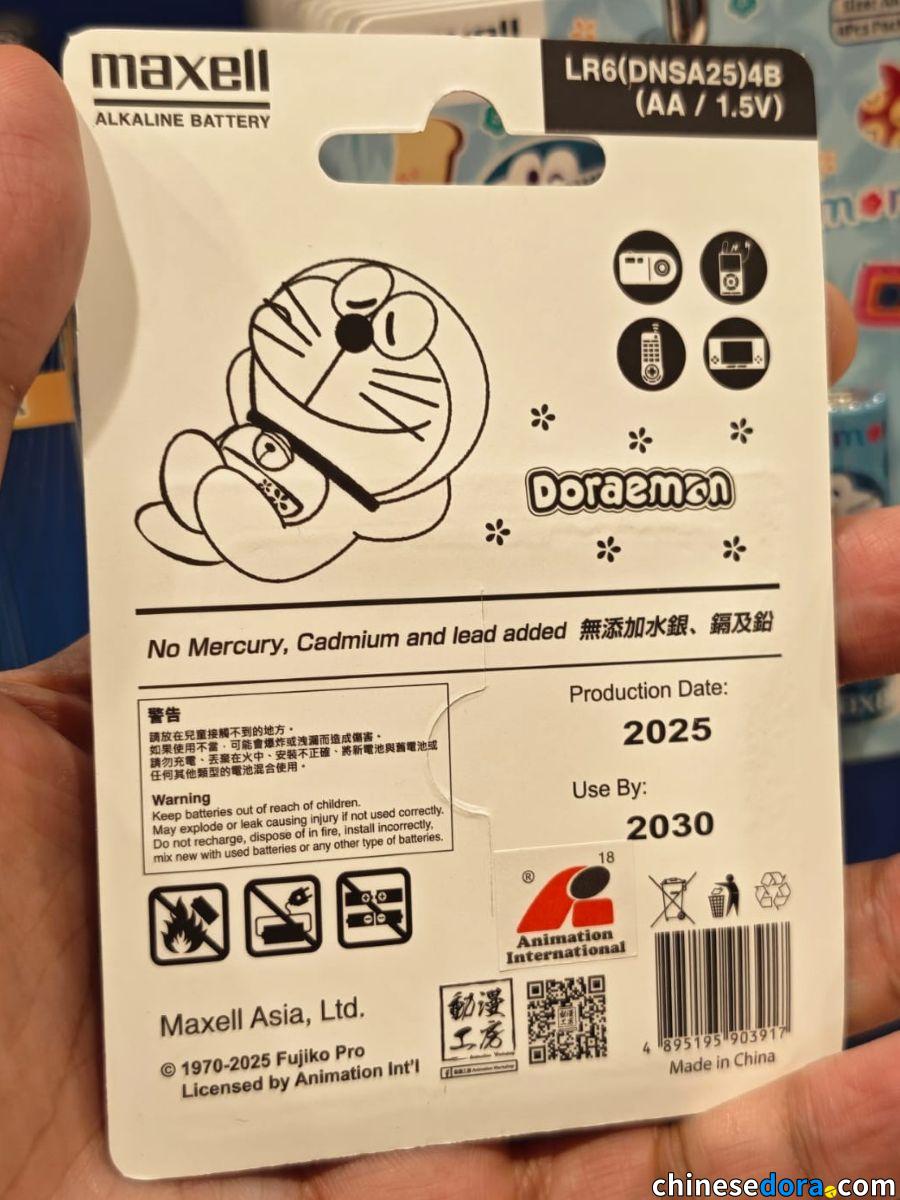 maxell
ALKALINE BATTERY
LR6(DNSA25)4B
(AA / 1.5V)
Doraemon
No Mercury, Cadmium and lead added 無添加水銀、鎘及鉛
警告
請放在兒童接觸不到的地方。
如果使用不當，可能會爆炸或洩漏而造成傷害。
請勿充電、丟棄在火中、安裝不正確、將新電池與舊電池或
任何其他類型的電池混合使用。
Warning
Keep batteries out of reach of children.
May explode or leak causing injury if not used correctly.
Do not recharge, dispose of in fire, install incorrectly,
mix new with used batteries or any other type of batteries.
Production Date:
2025
Use By:
2030
18
®
Animation
International
Maxell Asia, Ltd.
© 1970-2025 Fujiko Pro
Licensed by Animation Int'l
動漫
工房
Animation Workshop
4 895195 903917
Made in China
chinesedora.com